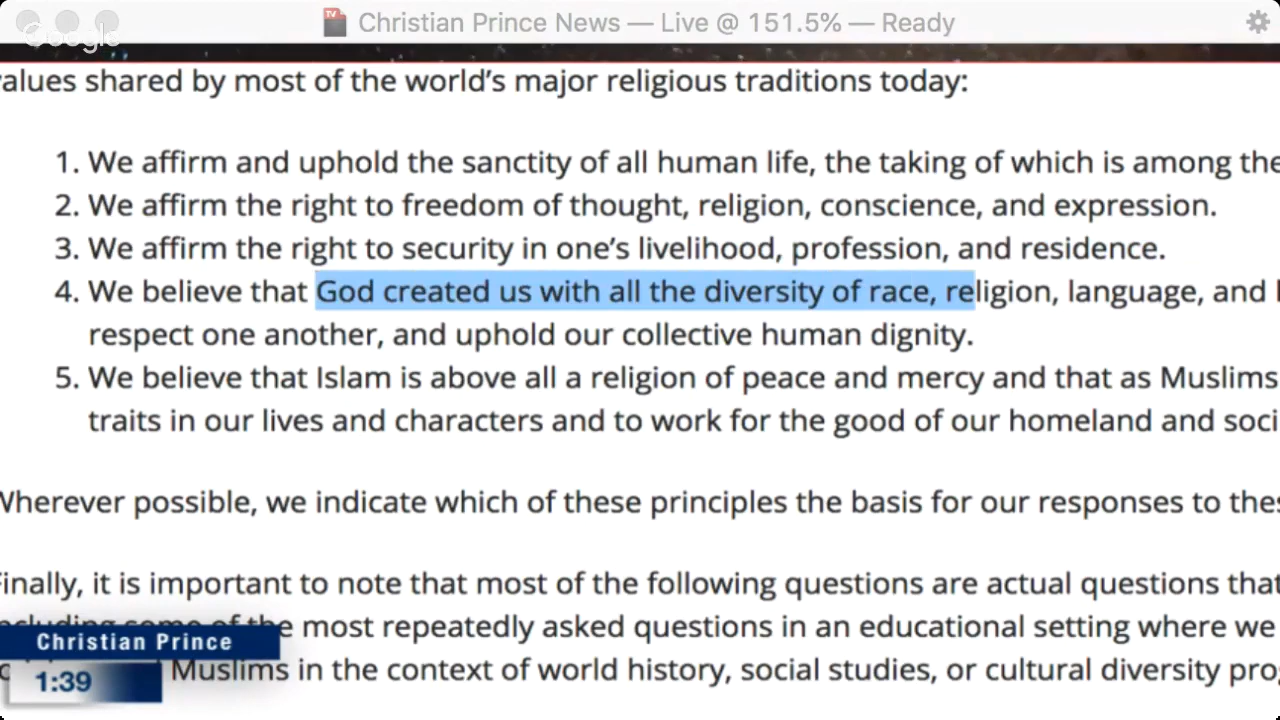 Christian Prince News — Live @ 151.5% — Ready
Google
values shared by most of the world's major religious traditions today:
1. We affirm and uphold the sanctity of all human life, the taking of which is among the
2. We affirm the right to freedom of thought, religion, conscience, and expression.
3. We affirm the right to security in one's livelihood, profession, and residence.
4. We believe that God created us with all the diversity of race, religion, language, and
respect one another, and uphold our collective human dignity.
5. We believe that Islam is above all a religion of peace and mercy and that as Muslims
traits in our lives and characters and to work for the good of our homeland and soci
Wherever possible, we indicate which of these principles the basis for our responses to thes
Finally, it is important to note that most of the following questions are actual questions that
including some of the most repeatedly asked questions in an educational setting where we
Muslims in the context of world history, social studies, or cultural diversity pro
Christian Prince
1:39